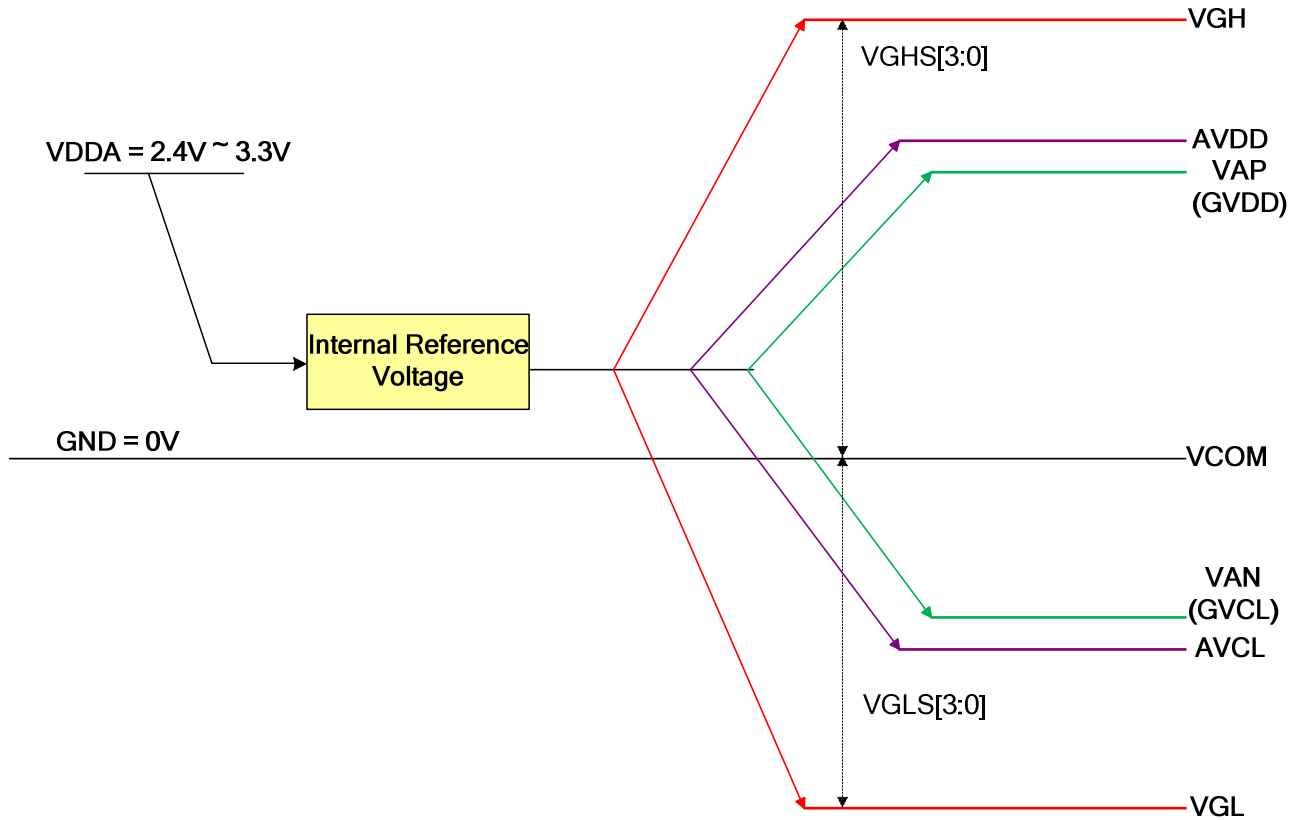 VGH
VGHS[3:0]
VDDA = 2.4V ~ 3.3V
AVDD
VAP
(GVDD)
Internal Reference
Voltage
GND = 0V
VCOM
VAN
(GVCL)
AVCL
VGLS[3:0]
VGL